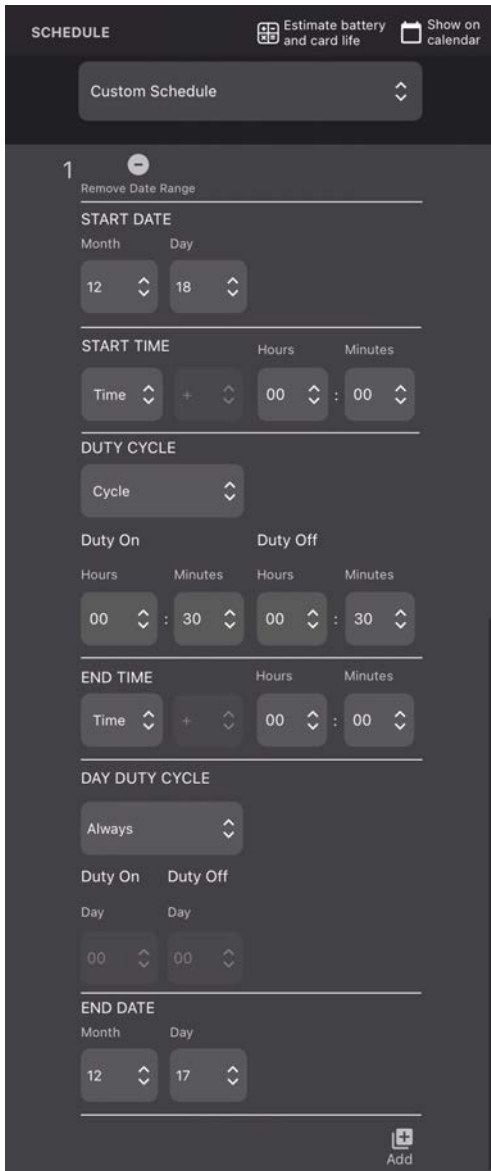 SCHEDULE
Estimate battery
and card life
Show on
calendar
Custom Schedule
1
Remove Date Range
START DATE
Month Day
12 18
START TIME Hours Minutes
Time + 00 : 00
DUTY CYCLE
Cycle
Duty On Duty Off
Hours Minutes Hours Minutes
00 : 30 00 : 30
END TIME Hours Minutes
Time + 00 : 00
DAY DUTY CYCLE
Always
Duty On Duty Off
Day Day
00 00
END DATE
Month Day
12 17
Add